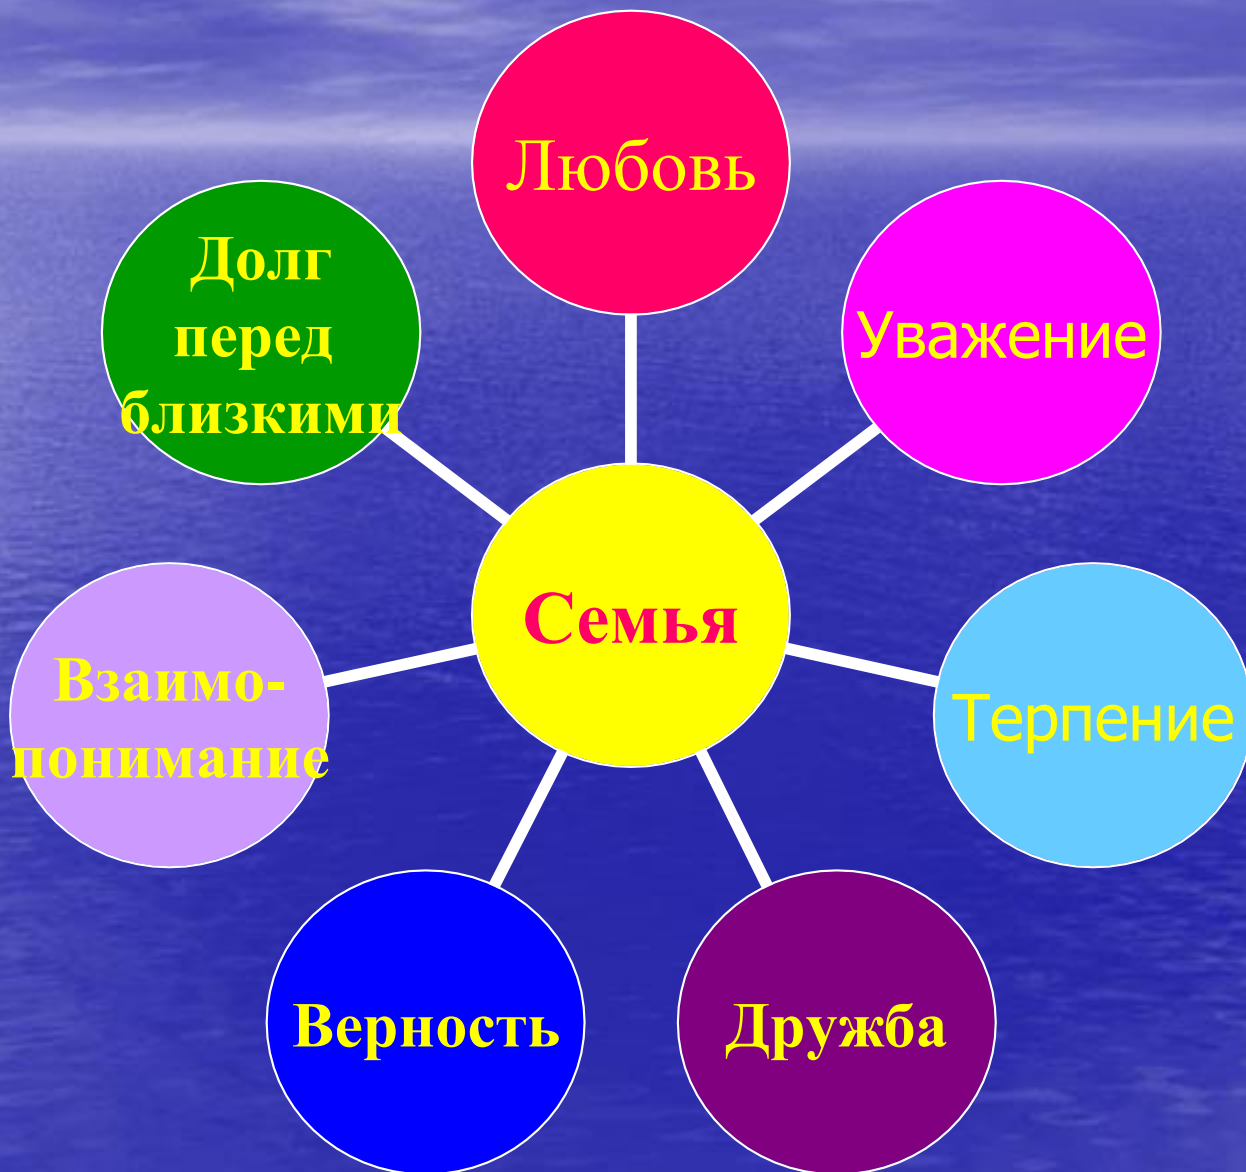 Любовь
Уважение
Терпение
Дружба
Верность
Взаимо-
понимание
Долг
перед
близкими
Семья